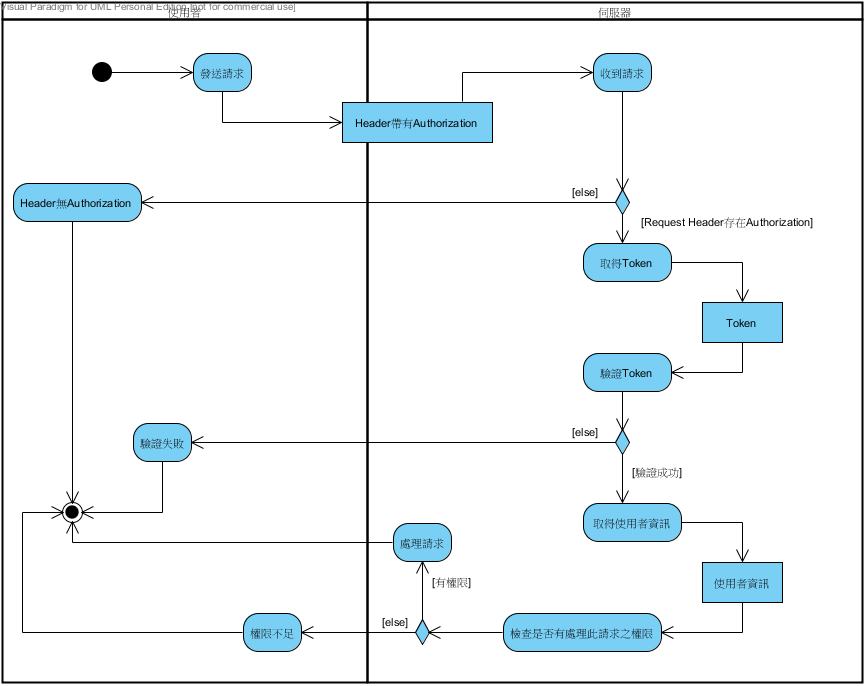 Visual Paradigm for UML Personal Edition [not for commercial use]
使用者
伺服器
發送請求
收到請求
Header帶有Authorization
[else]
Header無Authorization
[Request Header存在Authorization]
取得Token
Token
驗證Token
[else]
驗證失敗
[驗證成功]
取得使用者資訊
處理請求
[有權限]
使用者資訊
[else]
權限不足
檢查是否有處理此請求之權限